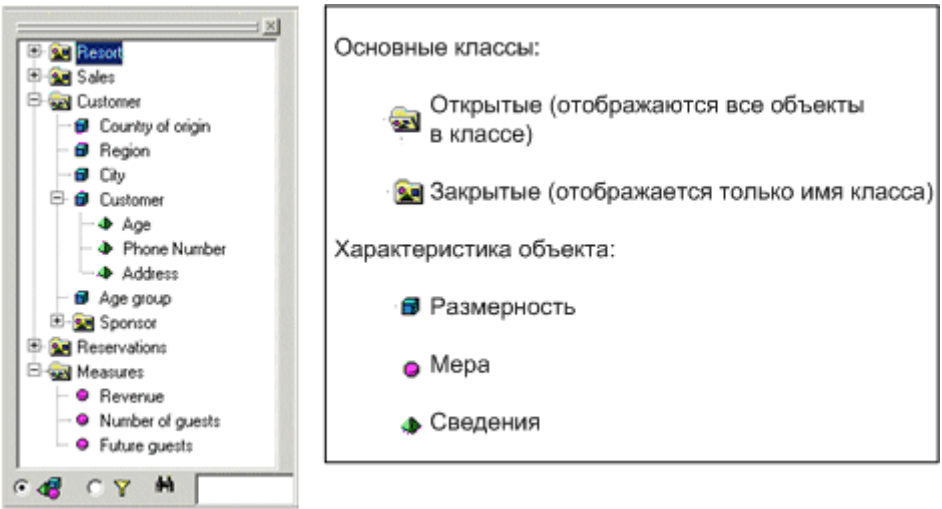 Resort
Sales
Customer
Country of origin
Region
City
Customer
Age
Phone Number
Address
Age group
Sponsor
Reservations
Measures
Revenue
Number of guests
Future guests
Основные классы:
Открытые (отображаются все объекты
в классе)
Закрытые (отображается только имя класса)
Характеристика объекта:
Размерность
Мера
Сведения